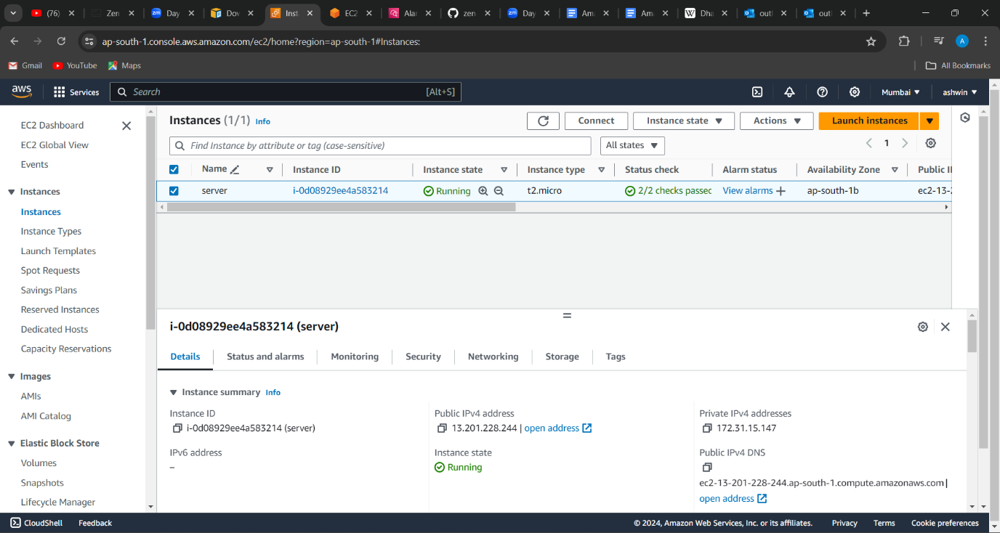 (76) Zen Day Dov Inst EC2 Alar zen Day Ama Am Dha outl outl
ap-south-1.console.aws.amazon.com/ec2/home?region=ap-south-1#Instances:
A
Gmail YouTube Maps All Bookmarks
aws Services Search [Alt+S] Mumbai ashwin
EC2 Dashboard
EC2 Global View
Events
Instances
Instances
Instance Types
Launch Templates
Spot Requests
Savings Plans
Reserved Instances
Dedicated Hosts
Capacity Reservations
Images
AMIs
AMI Catalog
Elastic Block Store
Volumes
Snapshots
Lifecycle Manager
Instances (1/1) Info Connect Instance state Actions Launch instances
Find Instance by attribute or tag (case-sensitive) All states 1
Name Instance ID Instance state Instance type Status check Alarm status Availability Zone Public I
server i-0d08929ee4a583214 Running t2.micro 2/2 checks passec View alarms + ap-south-1b ec2-13-2
i-0d08929ee4a583214 (server)
Details Status and alarms Monitoring Security Networking Storage Tags
Instance summary Info
Instance ID
i-0d08929ee4a583214 (server)
IPv6 address
–
Public IPv4 address
13.201.228.244 | open address
Instance state
Running
Private IPv4 addresses
172.31.15.147
Public IPv4 DNS
ec2-13-201-228-244.ap-south-1.compute.amazonaws.com |
open address
CloudShell Feedback © 2024, Amazon Web Services, Inc. or its affiliates. Privacy Terms Cookie preferences